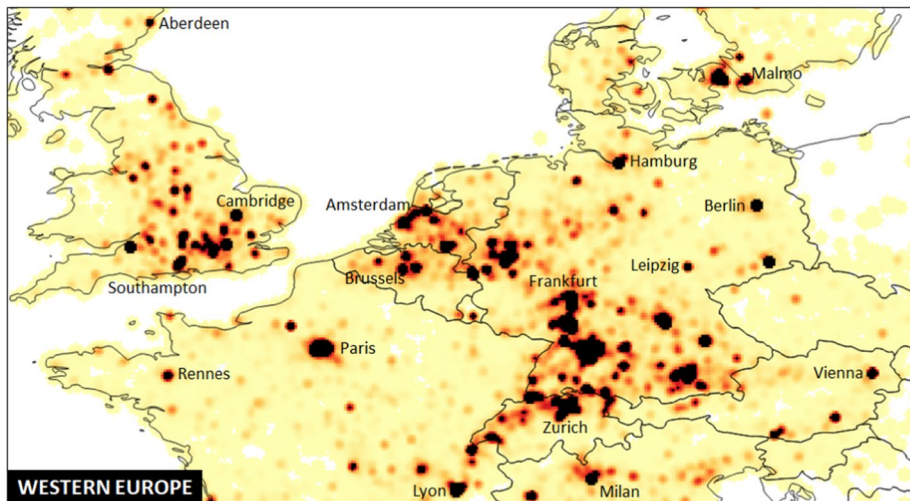 Aberdeen
Malmo
Hamburg
Cambridge
Amsterdam
Berlin
Brussels
Leipzig
Southampton
Frankfurt
Paris
Rennes
Vienna
Zurich
Lyon
Milan
WESTERN EUROPE